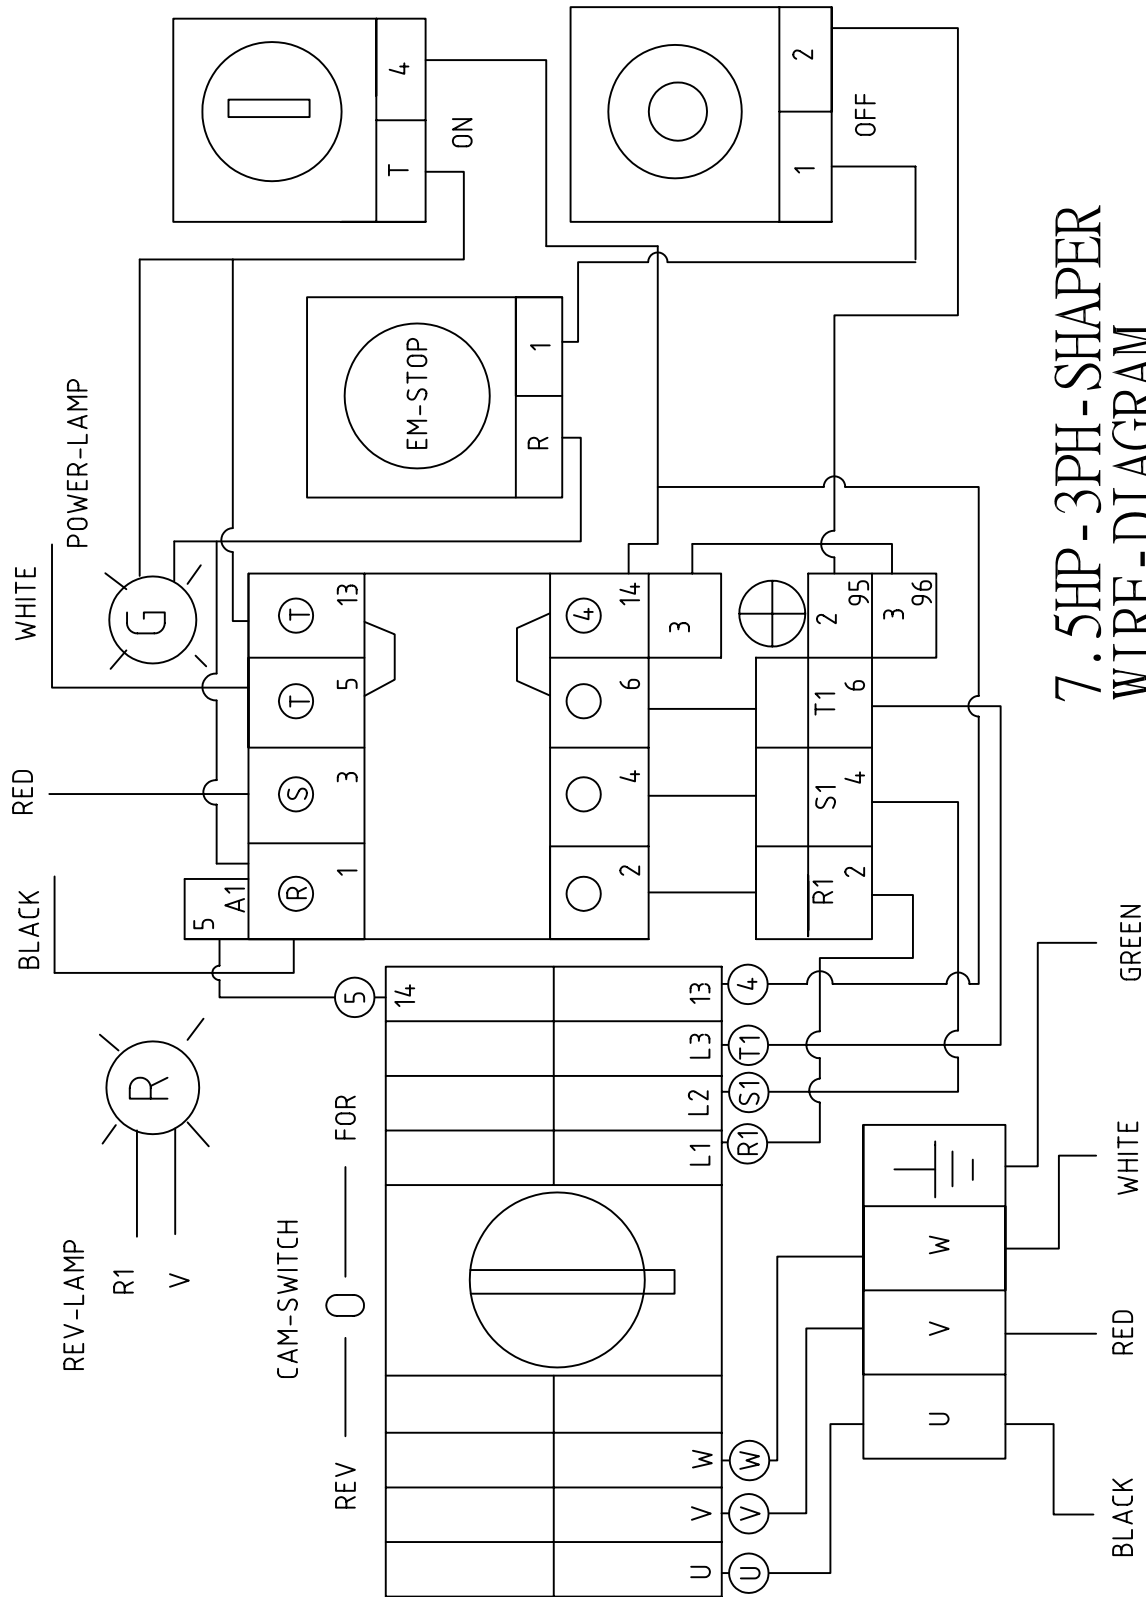 BLACK RED WHITE
REV-LAMP POWER-LAMP
R1 R G
V
5
A1
CAM-SWITCH
R S T T
REV 0 FOR
1 3 5 13
5
T 4
14
EM-STOP
ON
R 1
4
2 4 6 14
3
U V W L1 L2 L3 13
U V W R1 S1 T1 4
1 2
R1 S1 T1 2
2 4 6 95
OFF
3
96
U V W
BLACK RED WHITE GREEN
7.5HP-3PH-SHAPER
WIRE-DIAGRAM